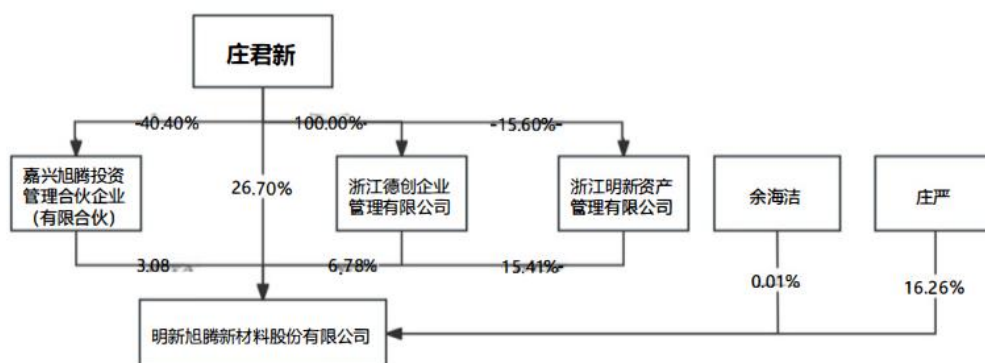 庄君新
-40.40%
100.00%-
-15.60%-
嘉兴旭腾投资
管理合伙企业
（有限合伙）
26.70%
浙江德创企业
管理有限公司
浙江明新资产
管理有限公司
余海洁
庄严
3.08
6.78%
15.41%-
0.01%
16.26%
明新旭腾新材料股份有限公司